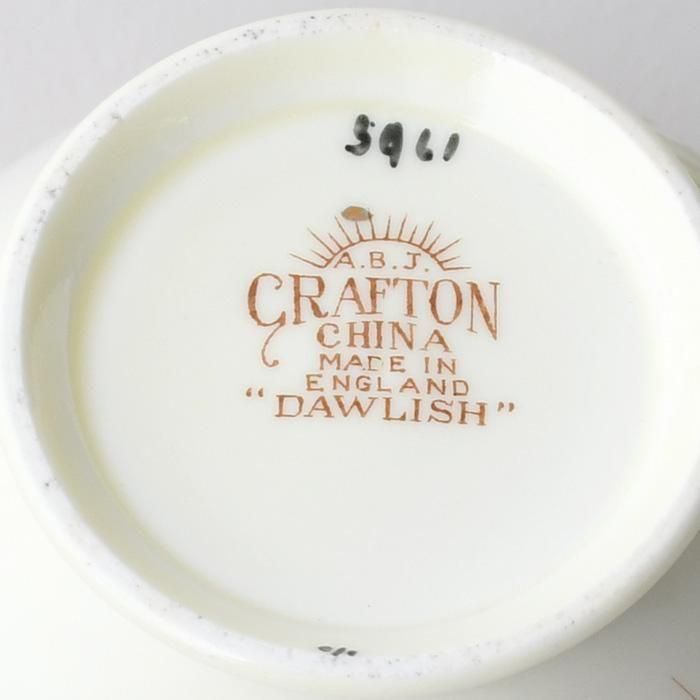 5961
A.B.J.
CRAFTON
CHINA
MADE IN
ENGLAND
"DAWLISH"